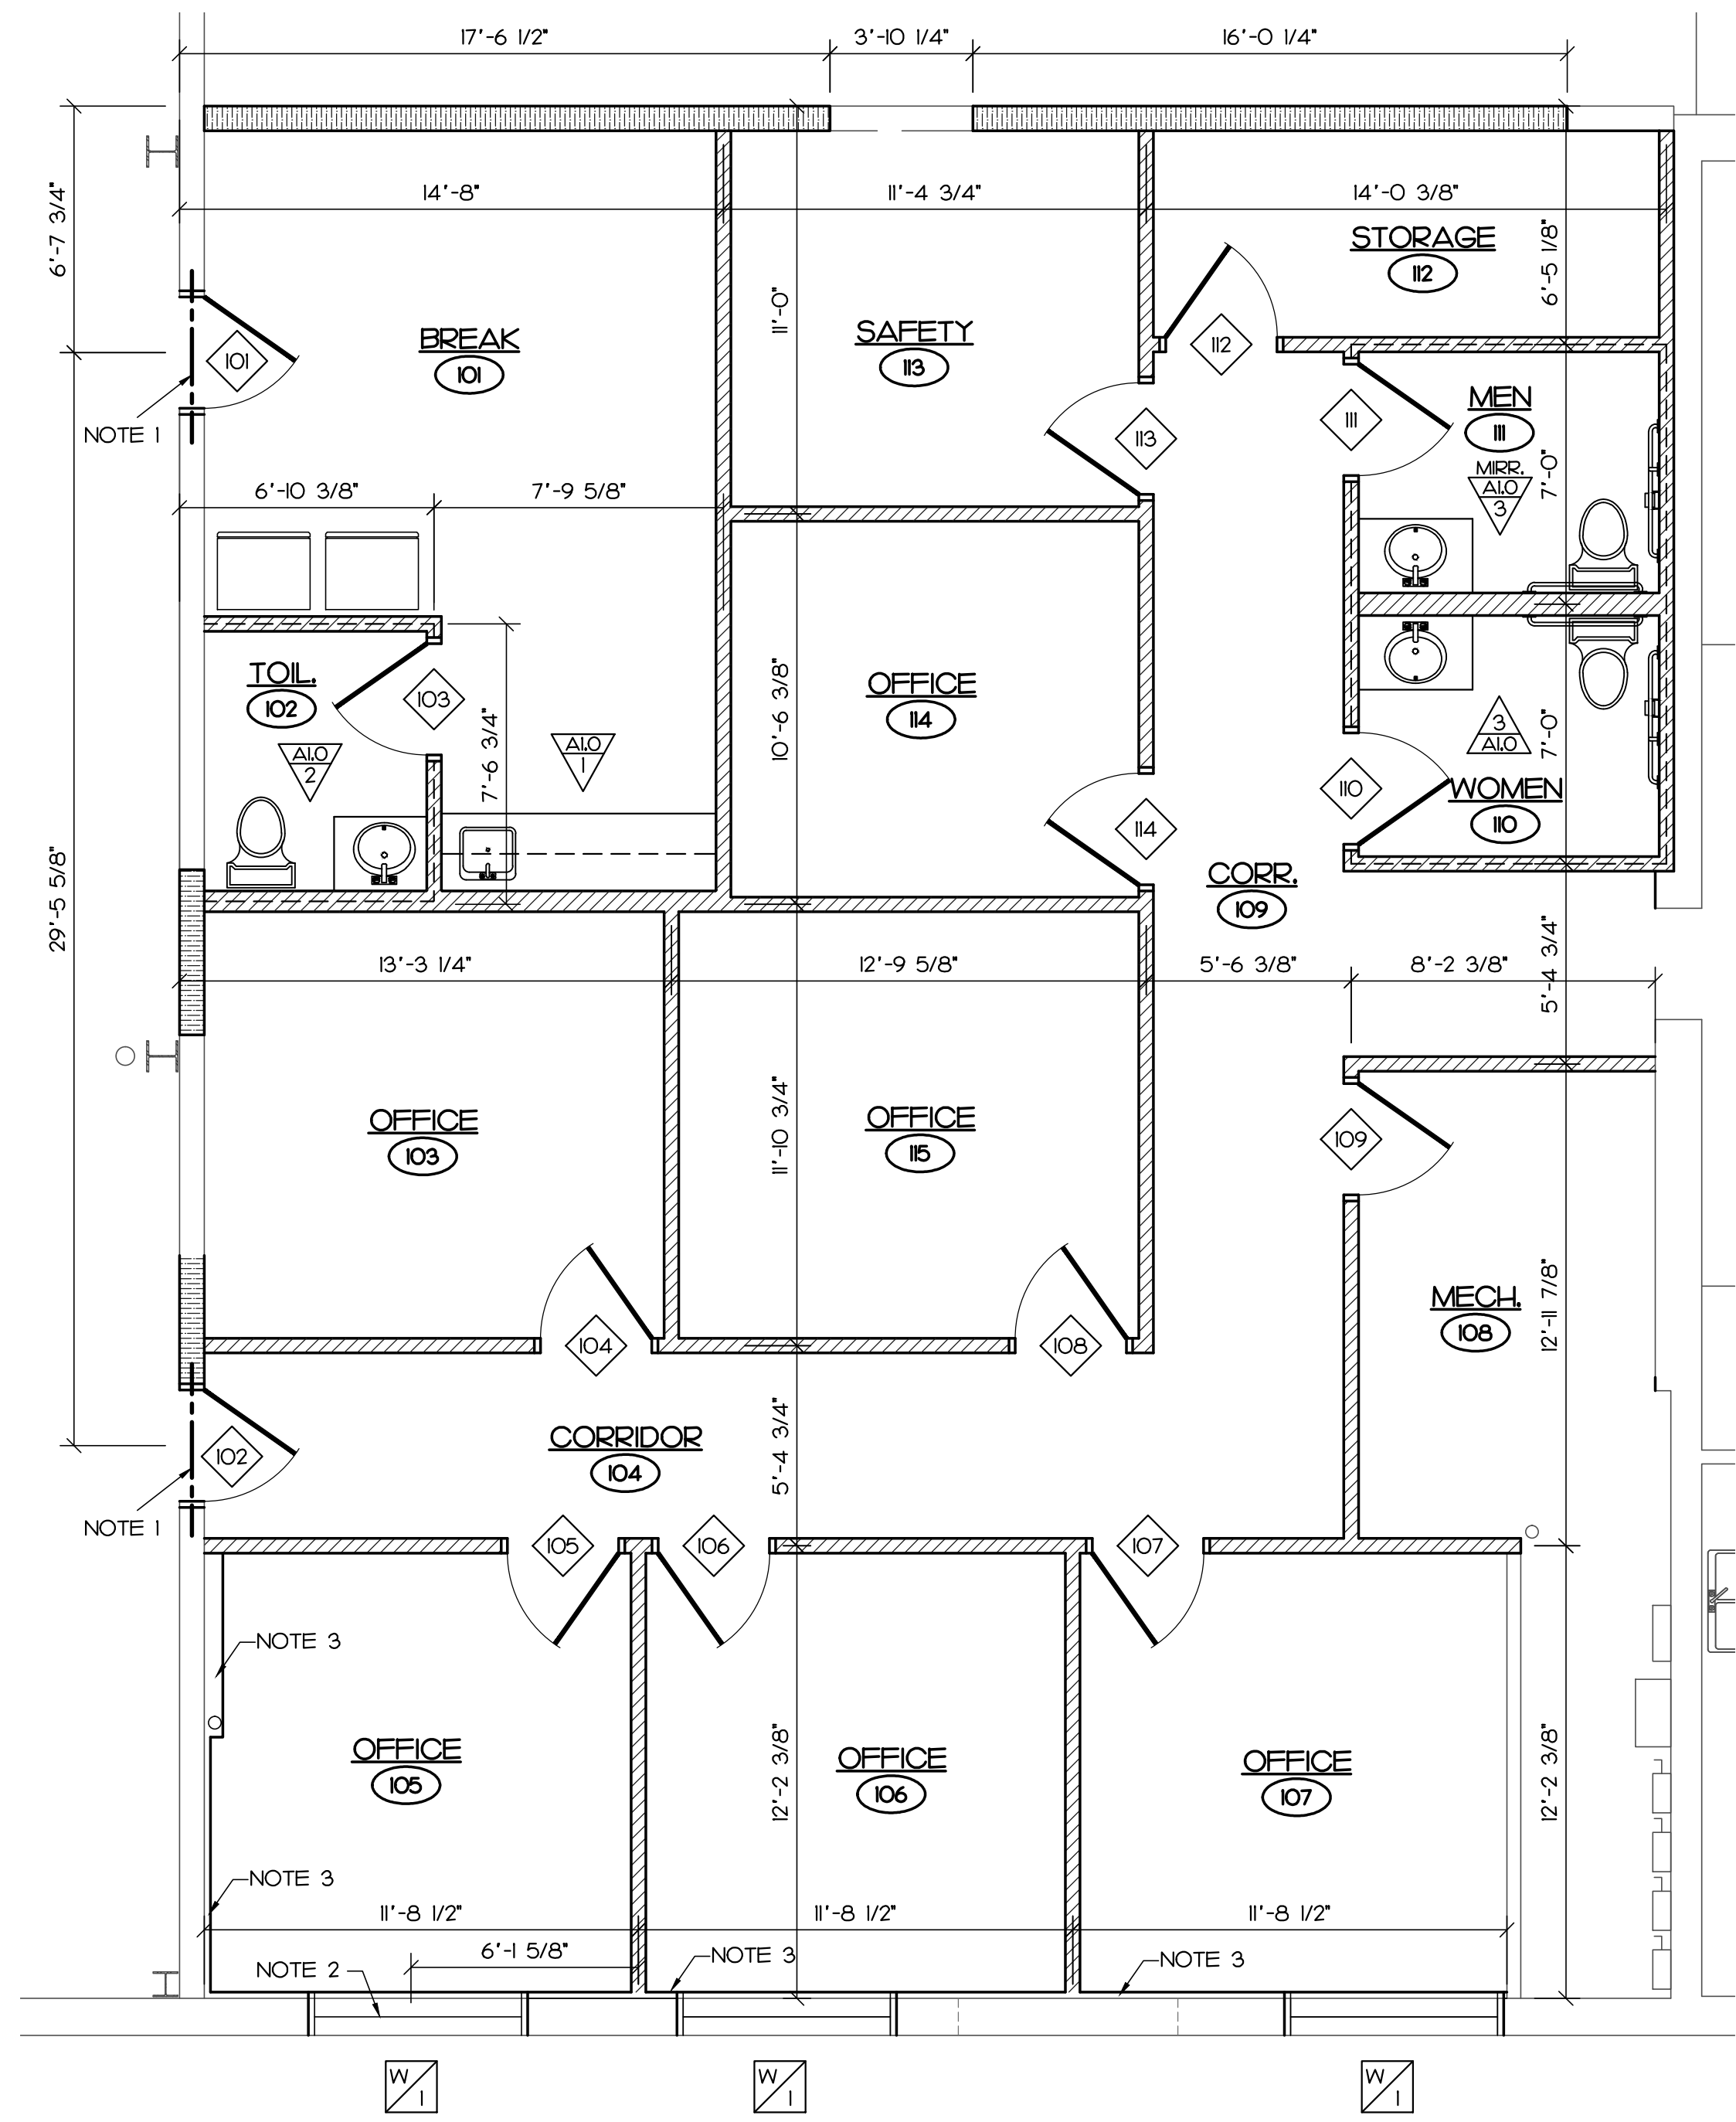 17'-6 1/2"
3'-10 1/4"
16'-0 1/4"
6'-7 3/4"
14'-8"
11'-4 3/4"
14'-0 3/8"
STORAGE
112
6'-5 1/8"
11'-0"
BREAK
101
SAFETY
113
112
101
NOTE 1
113
111
MEN
111
MIRR.
A1.0
3
7'-0"
6'-10 3/8"
7'-9 5/8"
TOIL.
102
103
A1.0
2
A1.0
1
7'-6 3/4"
OFFICE
114
10'-6 3/8"
114
110
3
A1.0
7'-0"
WOMEN
110
29'-5 5/8"
CORR.
109
13'-3 1/4"
12'-9 5/8"
5'-6 3/8"
8'-2 3/8"
5'-4 3/4"
OFFICE
103
OFFICE
115
11'-10 3/4"
109
MECH.
108
12'-11 7/8"
104
108
102
NOTE 1
CORRIDOR
104
5'-4 3/4"
105
106
107
NOTE 3
OFFICE
105
OFFICE
106
OFFICE
107
12'-2 3/8"
12'-2 3/8"
NOTE 3
11'-8 1/2"
11'-8 1/2"
11'-8 1/2"
6'-1 5/8"
NOTE 2
NOTE 3
NOTE 3
W
1
W
1
W
1